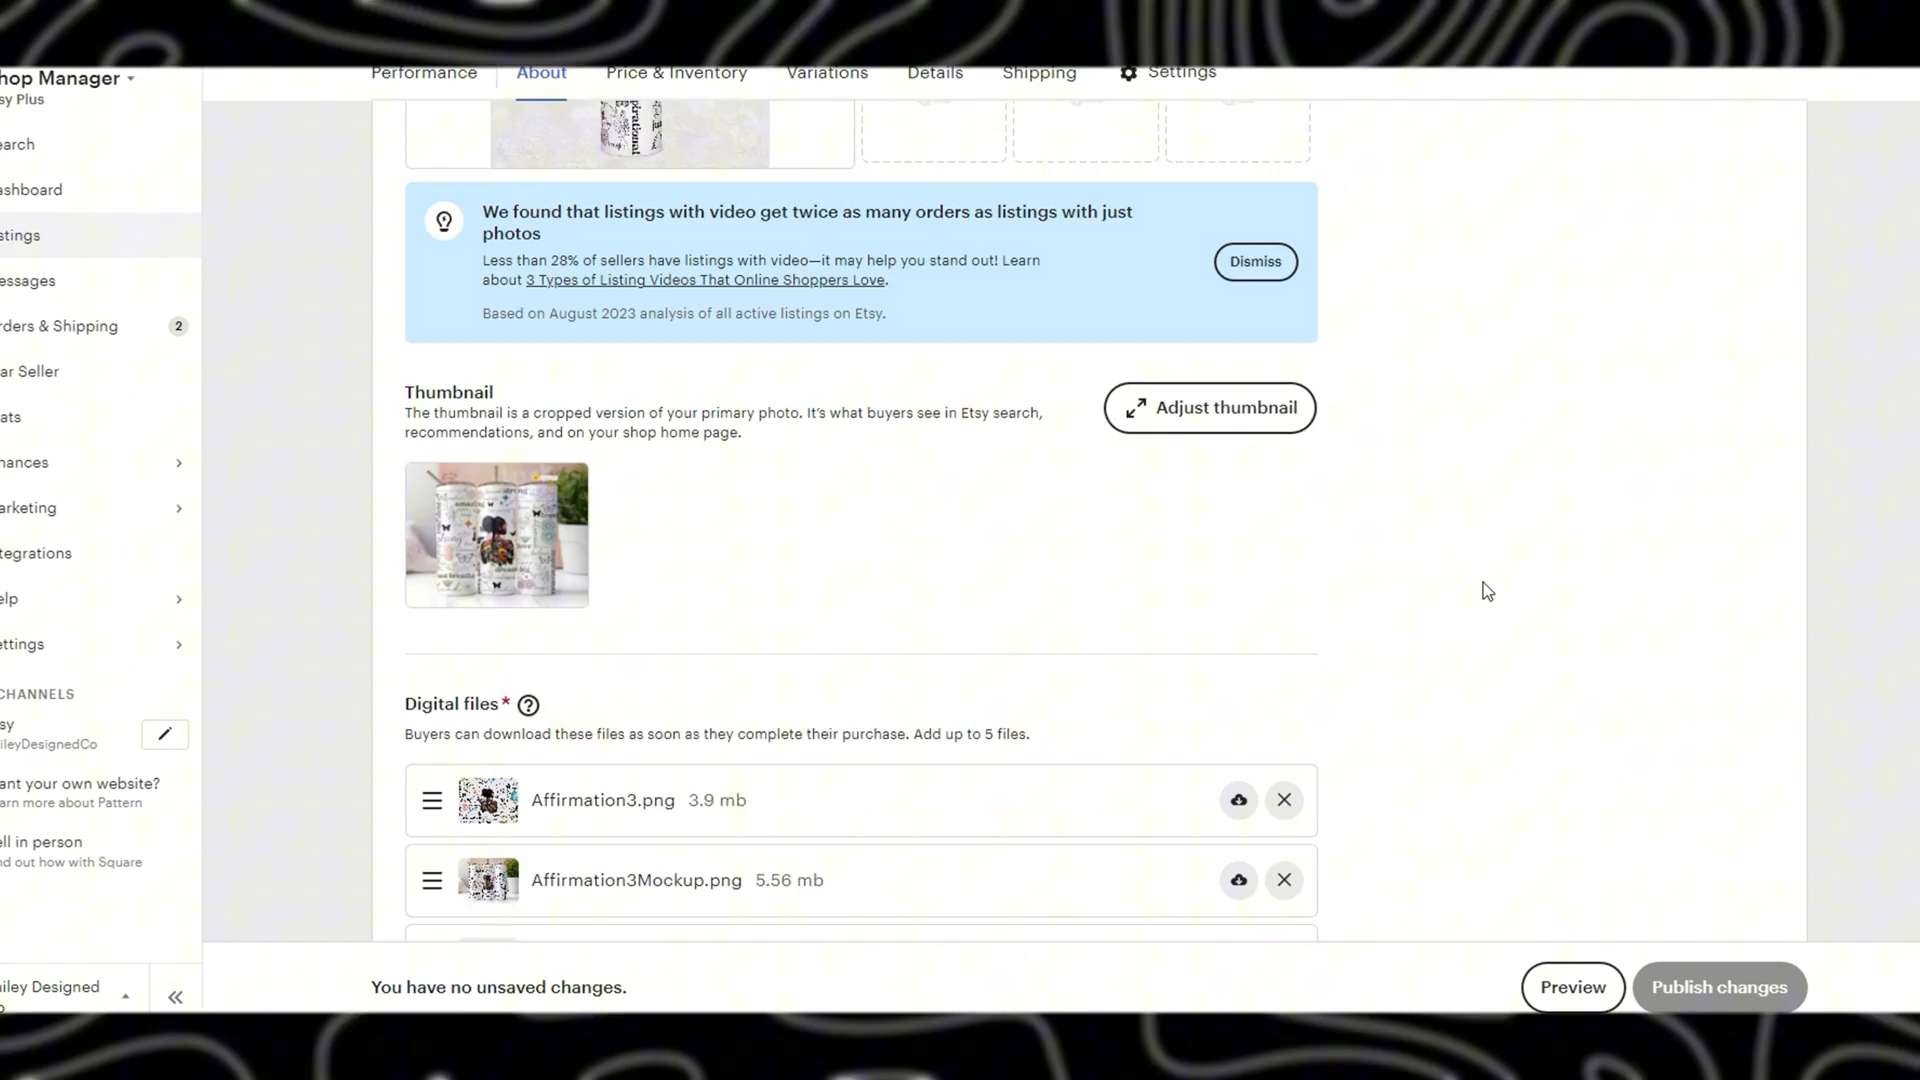 hop Manager
sy Plus
earch
ashboard
stings
essages
rders & Shipping 2
ar Seller
ats
nances
arketing
tegrations
elp
ettings
CHANNELS
sy
ileyDesignedCo
ant your own website?
arn more about Pattern
ell in person
nd out how with Square
iley Designed
Performance About Price & Inventory Variations Details Shipping Settings
We found that listings with video get twice as many orders as listings with just
photos
Less than 28% of sellers have listings with video—it may help you stand out! Learn
about 3 Types of Listing Videos That Online Shoppers Love.
Based on August 2023 analysis of all active listings on Etsy.
Dismiss
Thumbnail
The thumbnail is a cropped version of your primary photo. It's what buyers see in Etsy search,
recommendations, and on your shop home page.
Adjust thumbnail
Digital files*
Buyers can download these files as soon as they complete their purchase. Add up to 5 files.
Affirmation3.png 3.9 mb
Affirmation3Mockup.png 5.56 mb
You have no unsaved changes.
Preview
Publish changes